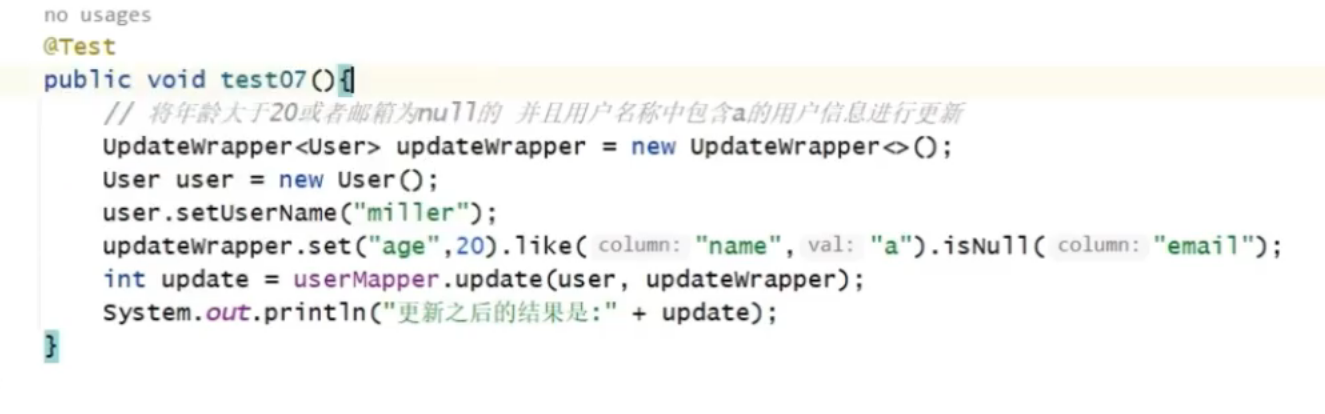 no usages
@Test
public void test07(){
// 将年龄大于20或者邮箱为null的 并且用户名称中包含a的用户信息进行更新
UpdateWrapper<User> updateWrapper = new UpdateWrapper<>();
User user = new User();
user.setUserName("miller");
updateWrapper.set("age",20).like( column: "name", val: "a").isNull( column: "email");
int update = userMapper.update(user, updateWrapper);
System.out.println("更新之后的结果是:" + update);
}